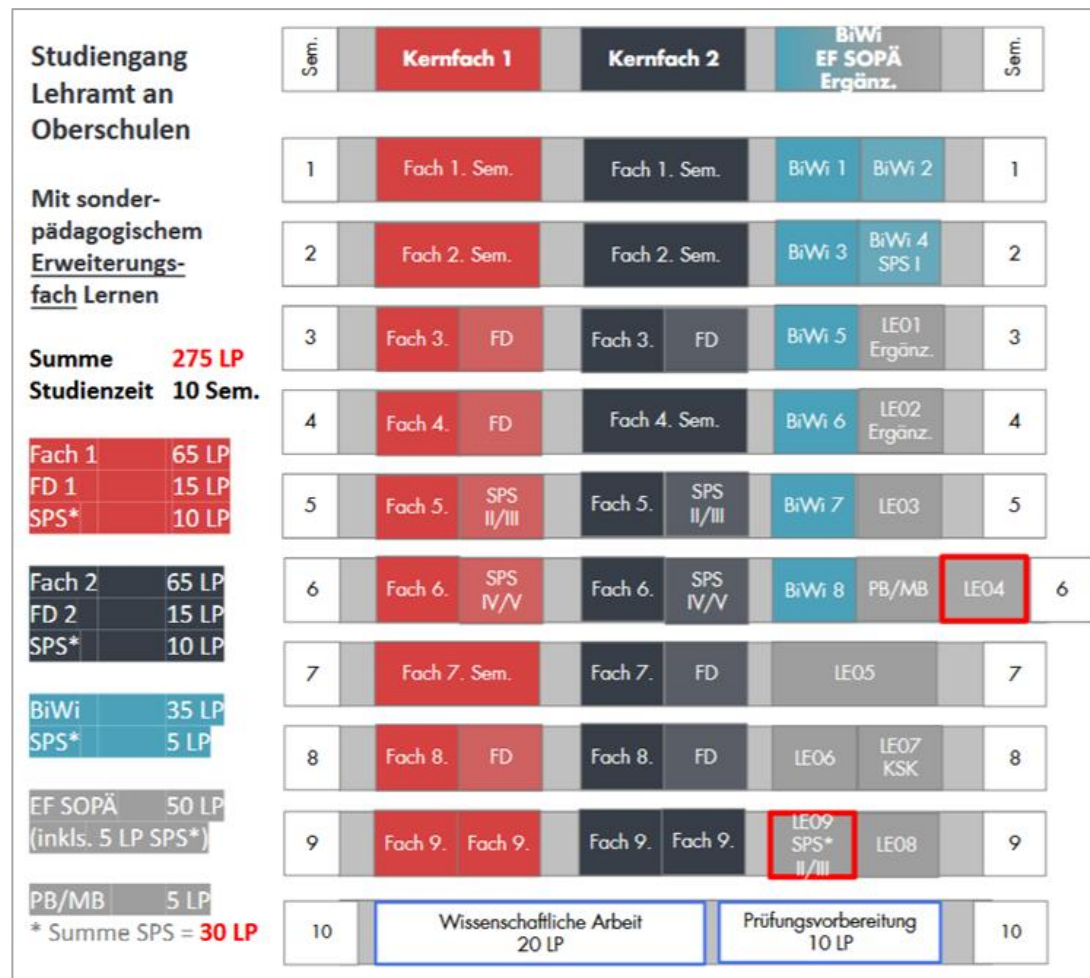 Studiengang
Lehramt an
Oberschulen
Mit sonder-
pädagogischem
Erweiterungs-
fach Lernen
Summe 275 LP
Studienzeit 10 Sem.
Fach 1 65 LP
FD 1 15 LP
SPS* 10 LP
Fach 2 65 LP
FD 2 15 LP
SPS* 10 LP
BiWi 35 LP
SPS* 5 LP
EF SOPÄ 50 LP
(inkls. 5 LP SPS*)
PB/MB 5 LP
* Summe SPS = 30 LP
Sem. Kernfach 1 Kernfach 2 BiWi
EF SOPÄ
Ergänz. Sem.
1 Fach 1. Sem. Fach 1. Sem. BiWi 1 BiWi 2 1
2 Fach 2. Sem. Fach 2. Sem. BiWi 3 BiWi 4
SPS I 2
3 Fach 3. FD Fach 3. FD BiWi 5 LE01
Ergänz. 3
4 Fach 4. FD Fach 4. Sem. BiWi 6 LE02
Ergänz. 4
5 Fach 5. SPS
II/III Fach 5. SPS
II/III BiWi 7 LE03 5
6 Fach 6. SPS
IV/V Fach 6. SPS
IV/V BiWi 8 PB/MB LE04 6
7 Fach 7. Sem. Fach 7. FD LE05 7
8 Fach 8. FD Fach 8. FD LE06 LE07
KSK 8
9 Fach 9. Fach 9. Fach 9. Fach 9. LE09
SPS*
II/III LE08 9
10 Wissenschaftliche Arbeit
20 LP Prüfungsvorbereitung
10 LP 10